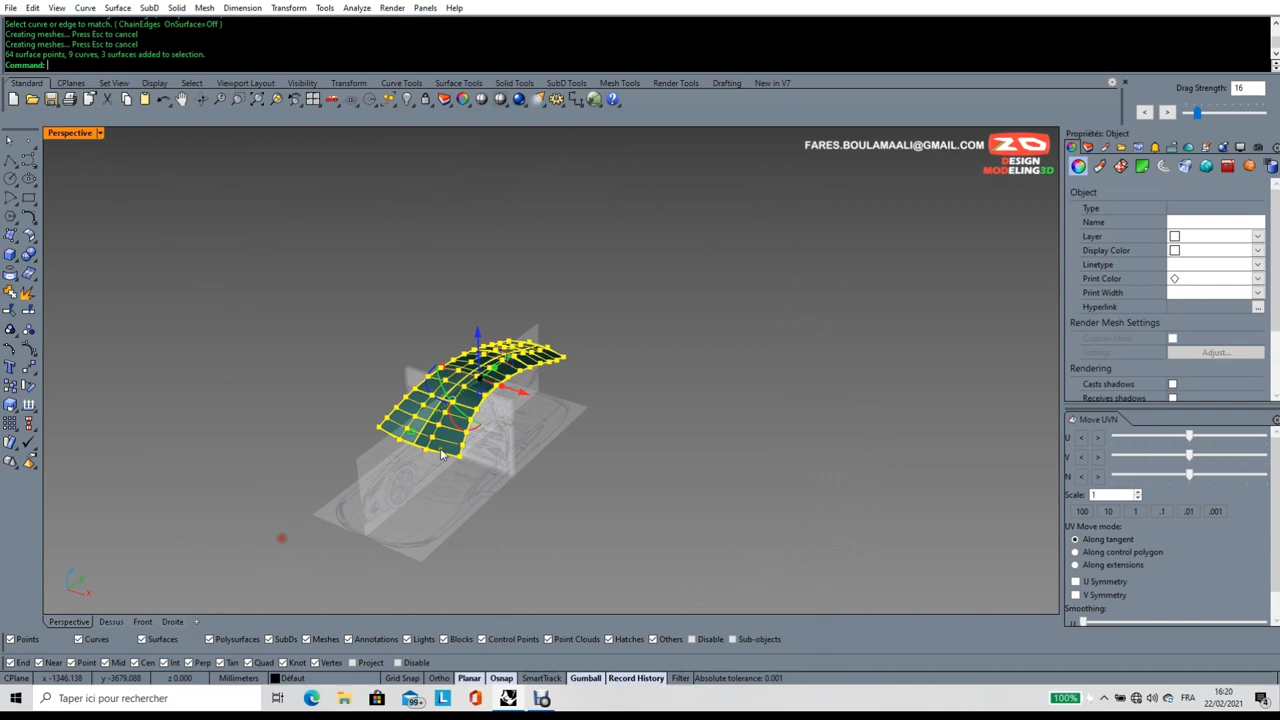 File Edit View Curve Surface SubD Solid Mesh Dimension Transform Tools Analyze Render Panels Help
Select curve or edge to match. ( ChainEdges OnSurface=Off )
Creating meshes... Press Esc to cancel
Creating meshes... Press Esc to cancel
64 surface points, 9 curves, 3 surfaces added to selection.
Command:
Standard CPlanes Set View Display Select Viewport Layout Visibility Transform Curve Tools Surface Tools Solid Tools SubD Tools Mesh Tools Render Tools Drafting New in V7
Drag Strength: 16
< >
Perspective
FARES.BOULAMAALI@GMAIL.COM
DESIGN
MODELING3D
Propriétés: Object
Object
Type
Name
Layer
Display Color
Linetype
Print Color
Print Width
Hyperlink ...
Render Mesh Settings
Custom Mesh
Settings Adjust...
Rendering
Casts shadows
Receives shadows
Move UVN
U < >
V < >
N < >
Scale: 1
100 10 1 .1 .01 .001
UV Move mode:
Along tangent
Along control polygon
Along extensions
U Symmetry
V Symmetry
Smoothing:
U
z y x
Perspective Dessus Front Droite
Points Curves Surfaces Polysurfaces SubDs Meshes Annotations Lights Blocks Control Points Point Clouds Hatches Others Disable Sub-objects
End Near Point Mid Cen Int Perp Tan Quad Knot Vertex Project Disable
CPlane x -1346.138 y -3679.088 z 0.000 Millimeters Défaut Grid Snap Ortho Planar Osnap SmartTrack Gumball Record History Filter Absolute tolerance: 0.001
Taper ici pour rechercher
99+
L
100%
FRA
16:20
22/02/2021
4